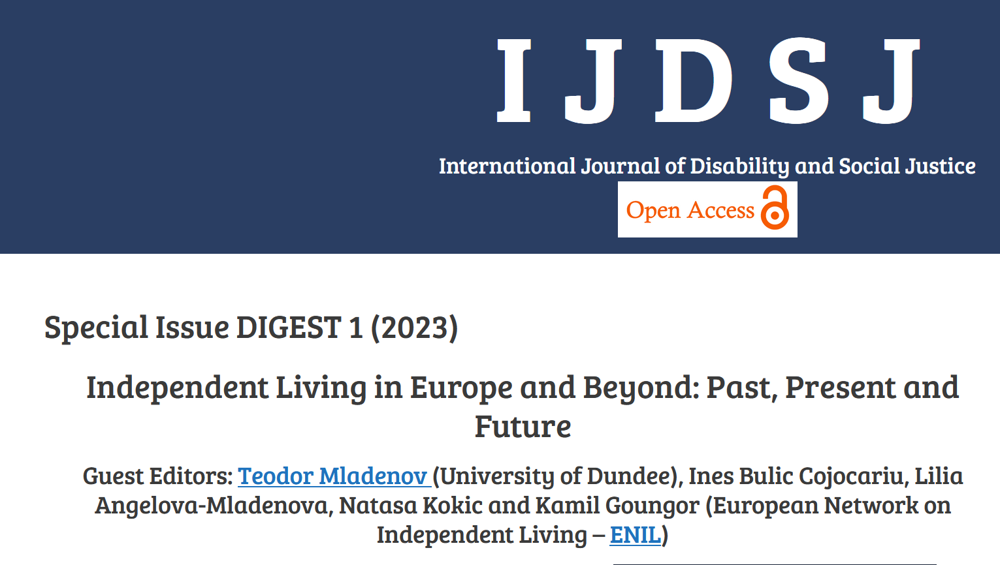 I J D S J
International Journal of Disability and Social Justice
Open Access
Special Issue DIGEST 1 (2023)
Independent Living in Europe and Beyond: Past, Present and
Future
Guest Editors: Teodor Mladenov (University of Dundee), Ines Bulic Cojocariu, Lilia
Angelova-Mladenova, Natasa Kokic and Kamil Goungor (European Network on
Independent Living – ENIL)